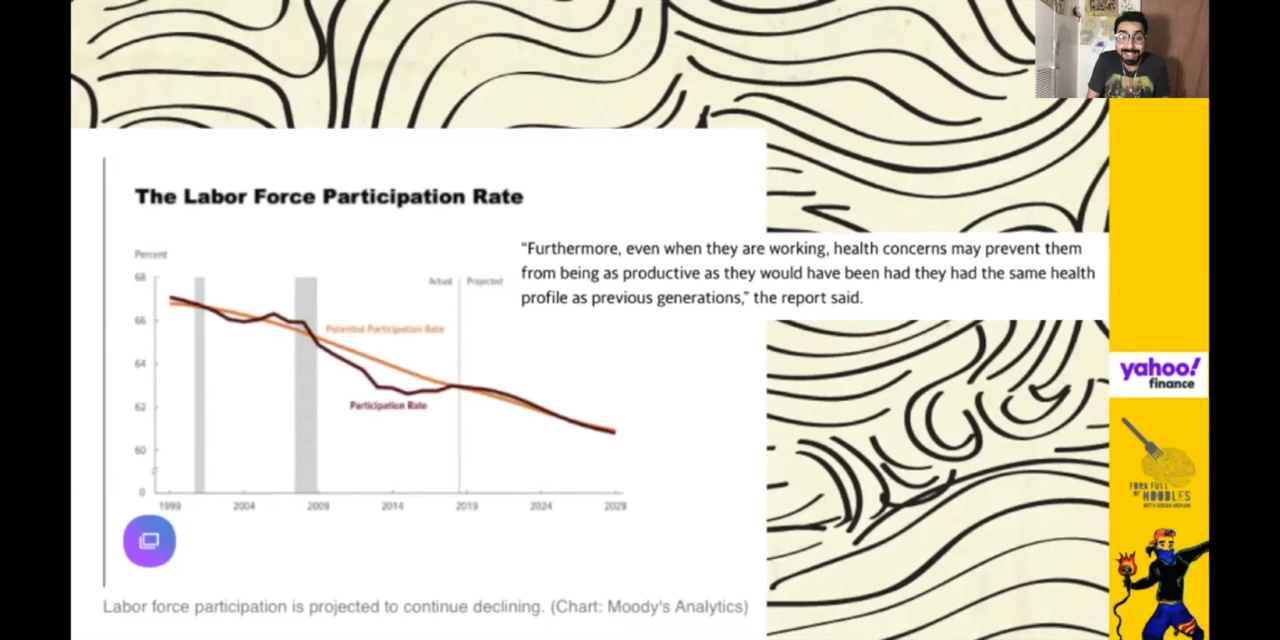 The Labor Force Participation Rate
Percent
68
66
64
62
60
0
Actual
Projected
Potential Participation Rate
Participation Rate
1999
2004
2009
2014
2019
2024
2029
Labor force participation is projected to continue declining. (Chart: Moody's Analytics)
“Furthermore, even when they are working, health concerns may prevent them
from being as productive as they would have been had they had the same health
profile as previous generations,” the report said.
yahoo!
finance
FORK FULL
OF NOODLES